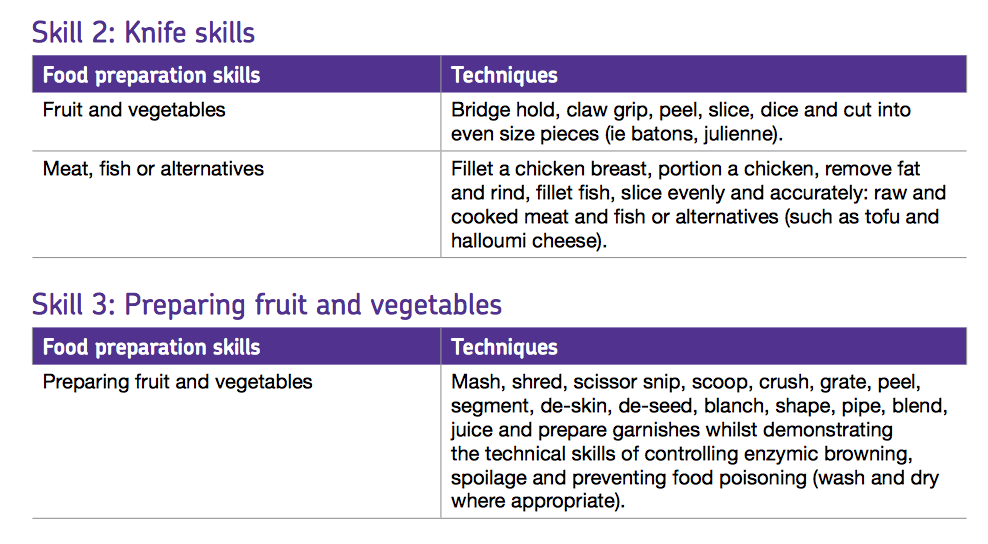 Skill 2: Knife skills
Food preparation skills
Techniques
Fruit and vegetables
Bridge hold, claw grip, peel, slice, dice and cut into
even size pieces (ie batons, julienne).
Meat, fish or alternatives
Fillet a chicken breast, portion a chicken, remove fat
and rind, fillet fish, slice evenly and accurately: raw and
cooked meat and fish or alternatives (such as tofu and
halloumi cheese).
Skill 3: Preparing fruit and vegetables
Food preparation skills
Techniques
Preparing fruit and vegetables
Mash, shred, scissor snip, scoop, crush, grate, peel,
segment, de-skin, de-seed, blanch, shape, pipe, blend,
juice and prepare garnishes whilst demonstrating
the technical skills of controlling enzymic browning,
spoilage and preventing food poisoning (wash and dry
where appropriate).